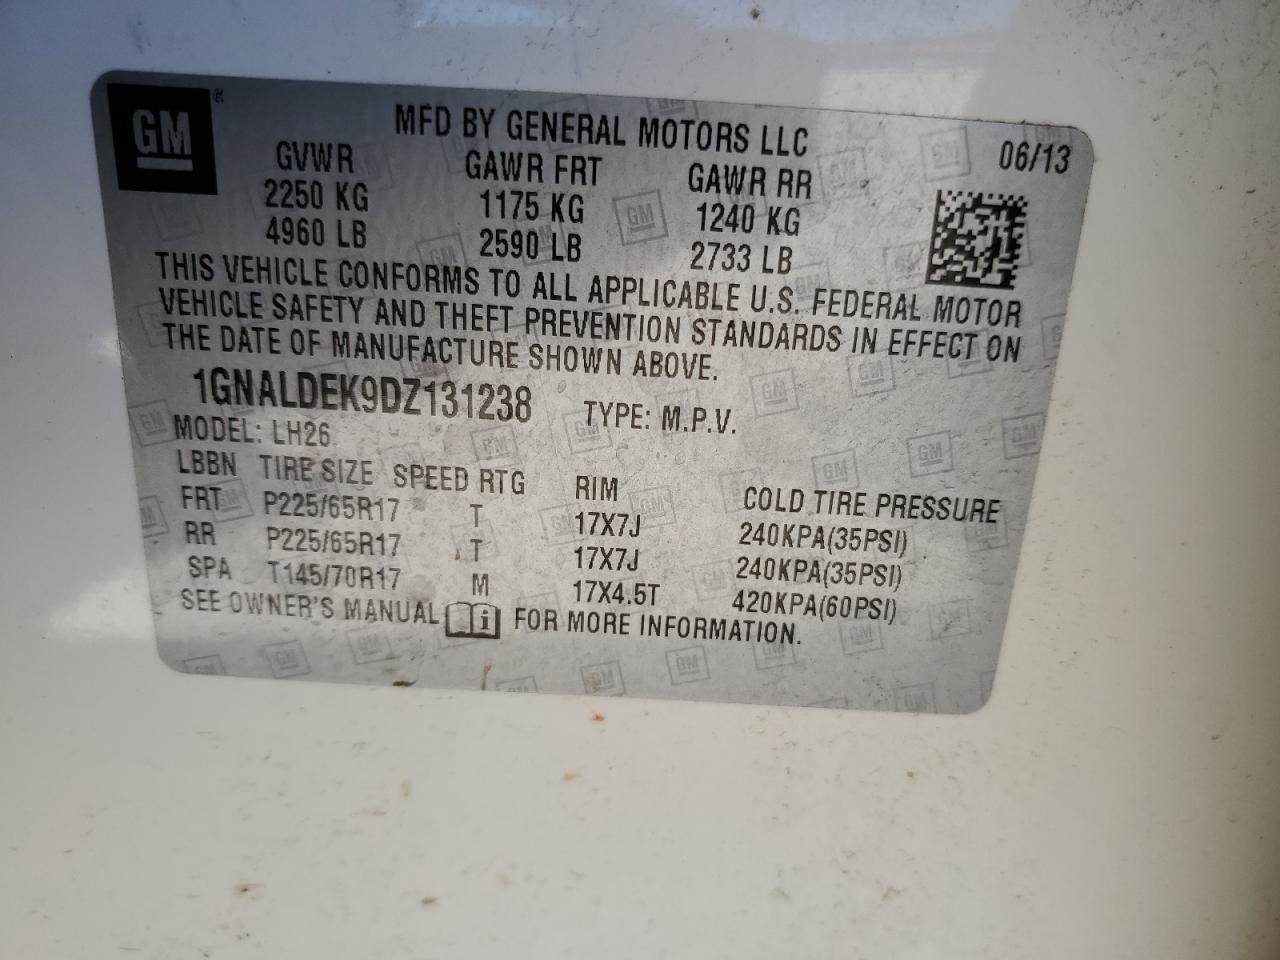 GM ®
MFD BY GENERAL MOTORS LLC 06/13
GVWR GAWR FRT GAWR RR
2250 KG 1175 KG 1240 KG
4960 LB 2590 LB 2733 LB
THIS VEHICLE CONFORMS TO ALL APPLICABLE U.S. FEDERAL MOTOR
VEHICLE SAFETY AND THEFT PREVENTION STANDARDS IN EFFECT ON
THE DATE OF MANUFACTURE SHOWN ABOVE.
1GNALDEK9DZ131238 TYPE: M.P.V.
MODEL: LH26
LBBN TIRE SIZE SPEED RTG RIM COLD TIRE PRESSURE
FRT P225/65R17 T 17X7J 240KPA(35PSI)
RR P225/65R17 T 17X7J 240KPA(35PSI)
SPA T145/70R17 M 17X4.5T 420KPA(60PSI)
SEE OWNER'S MANUAL i FOR MORE INFORMATION.